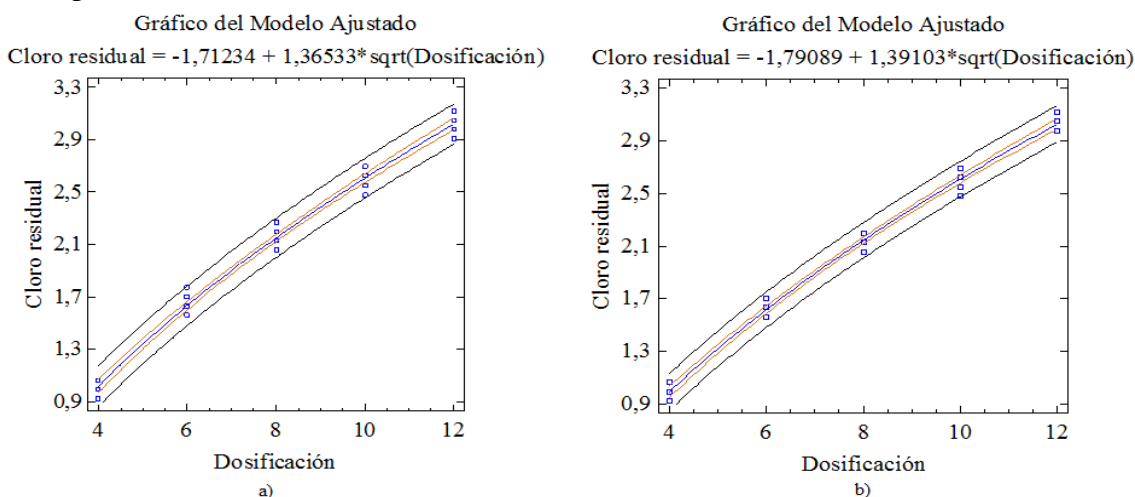 Gráfico del Modelo Ajustado
Cloro residual = -1,71234 + 1,36533*sqrt(Dosificación)
3,3
2,9
2,5
2,1
1,7
1,3
0,9
Cloro residual
4 6 8 10 12
Dosificación
a)
Gráfico del Modelo Ajustado
Cloro residual = -1,79089 + 1,39103*sqrt(Dosificación)
3,3
2,9
2,5
2,1
1,7
1,3
0,9
Cloro residual
4 6 8 10 12
Dosificación
b)